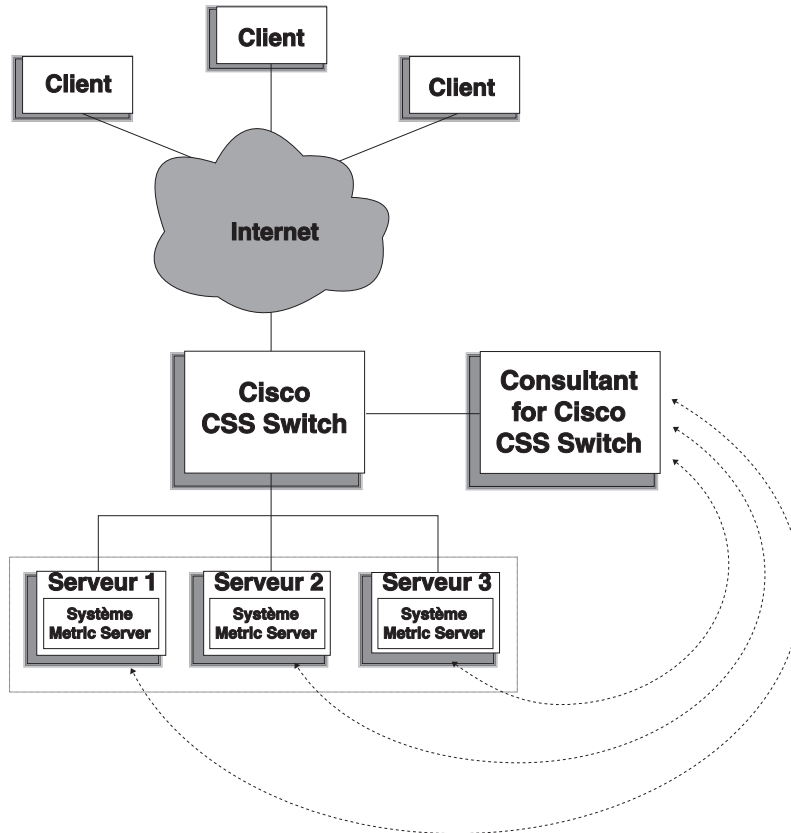 Client
Client
Client
Internet
Cisco
CSS Switch
Consultant
for Cisco
CSS Switch
Serveur 1
Système
Metric Server
Serveur 2
Système
Metric Server
Serveur 3
Système
Metric Server